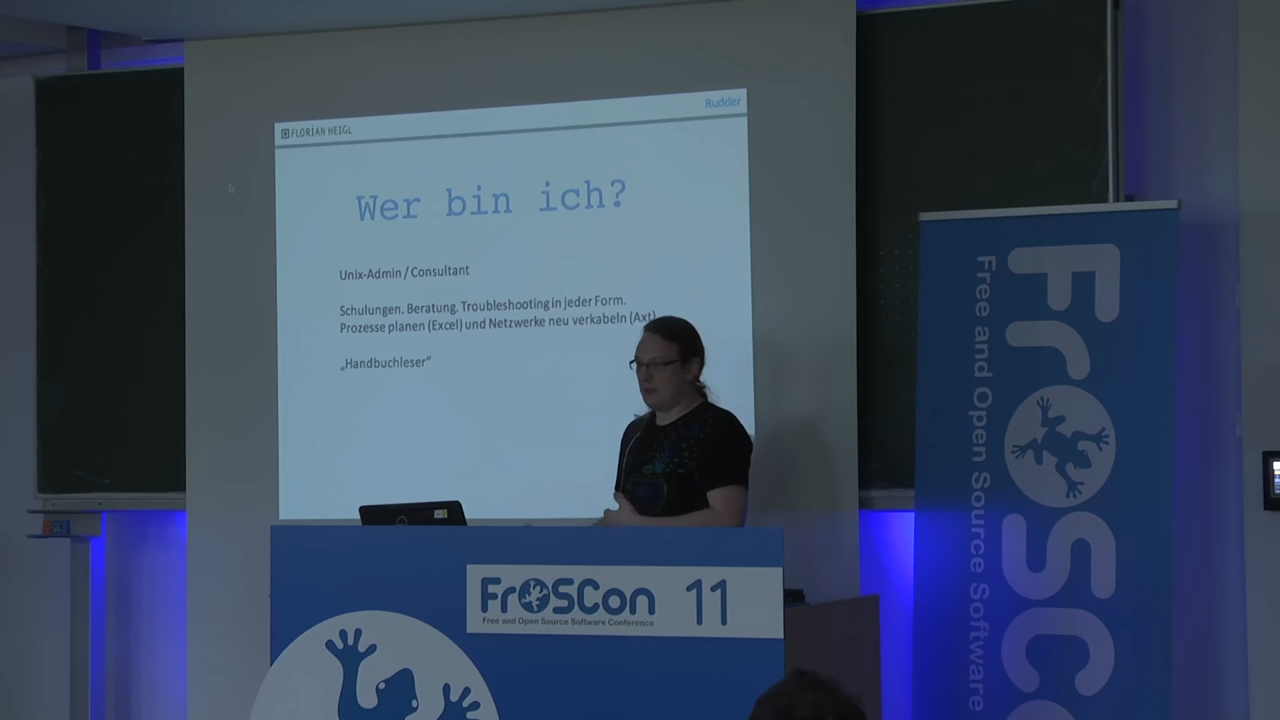 FLORIAN HEIGL
Rudder
Wer bin ich?
Unix-Admin / Consultant
Schulungen. Beratung. Troubleshooting in jeder Form.
Prozesse planen (Excel) und Netzwerke neu verkabeln (Axt)
„Handbuchleser“
FrOSCon 11
Free and Open Source Software Conference
FrOSCo
Free and Open Source Software